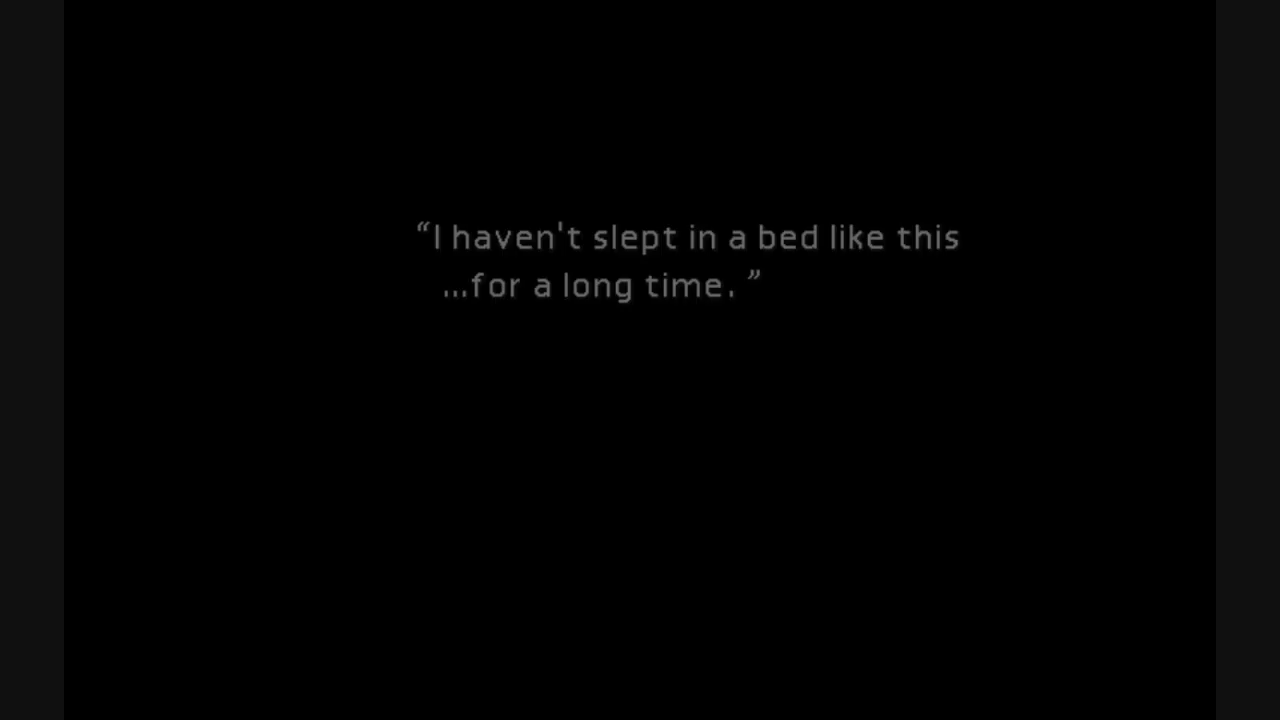 “I haven't slept in a bed like this
...for a long time. ”